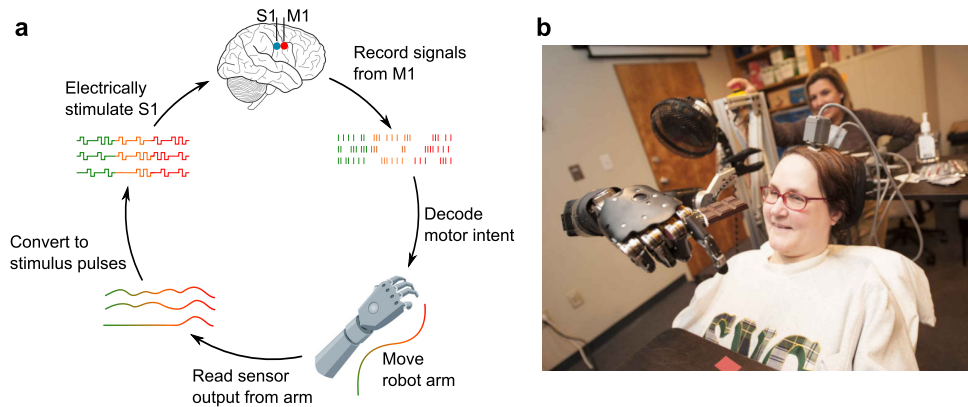 a
S1 M1
Record signals
from M1
Electrically
stimulate S1
Decode
motor intent
Convert to
stimulus pulses
Move
robot arm
Read sensor
output from arm
b